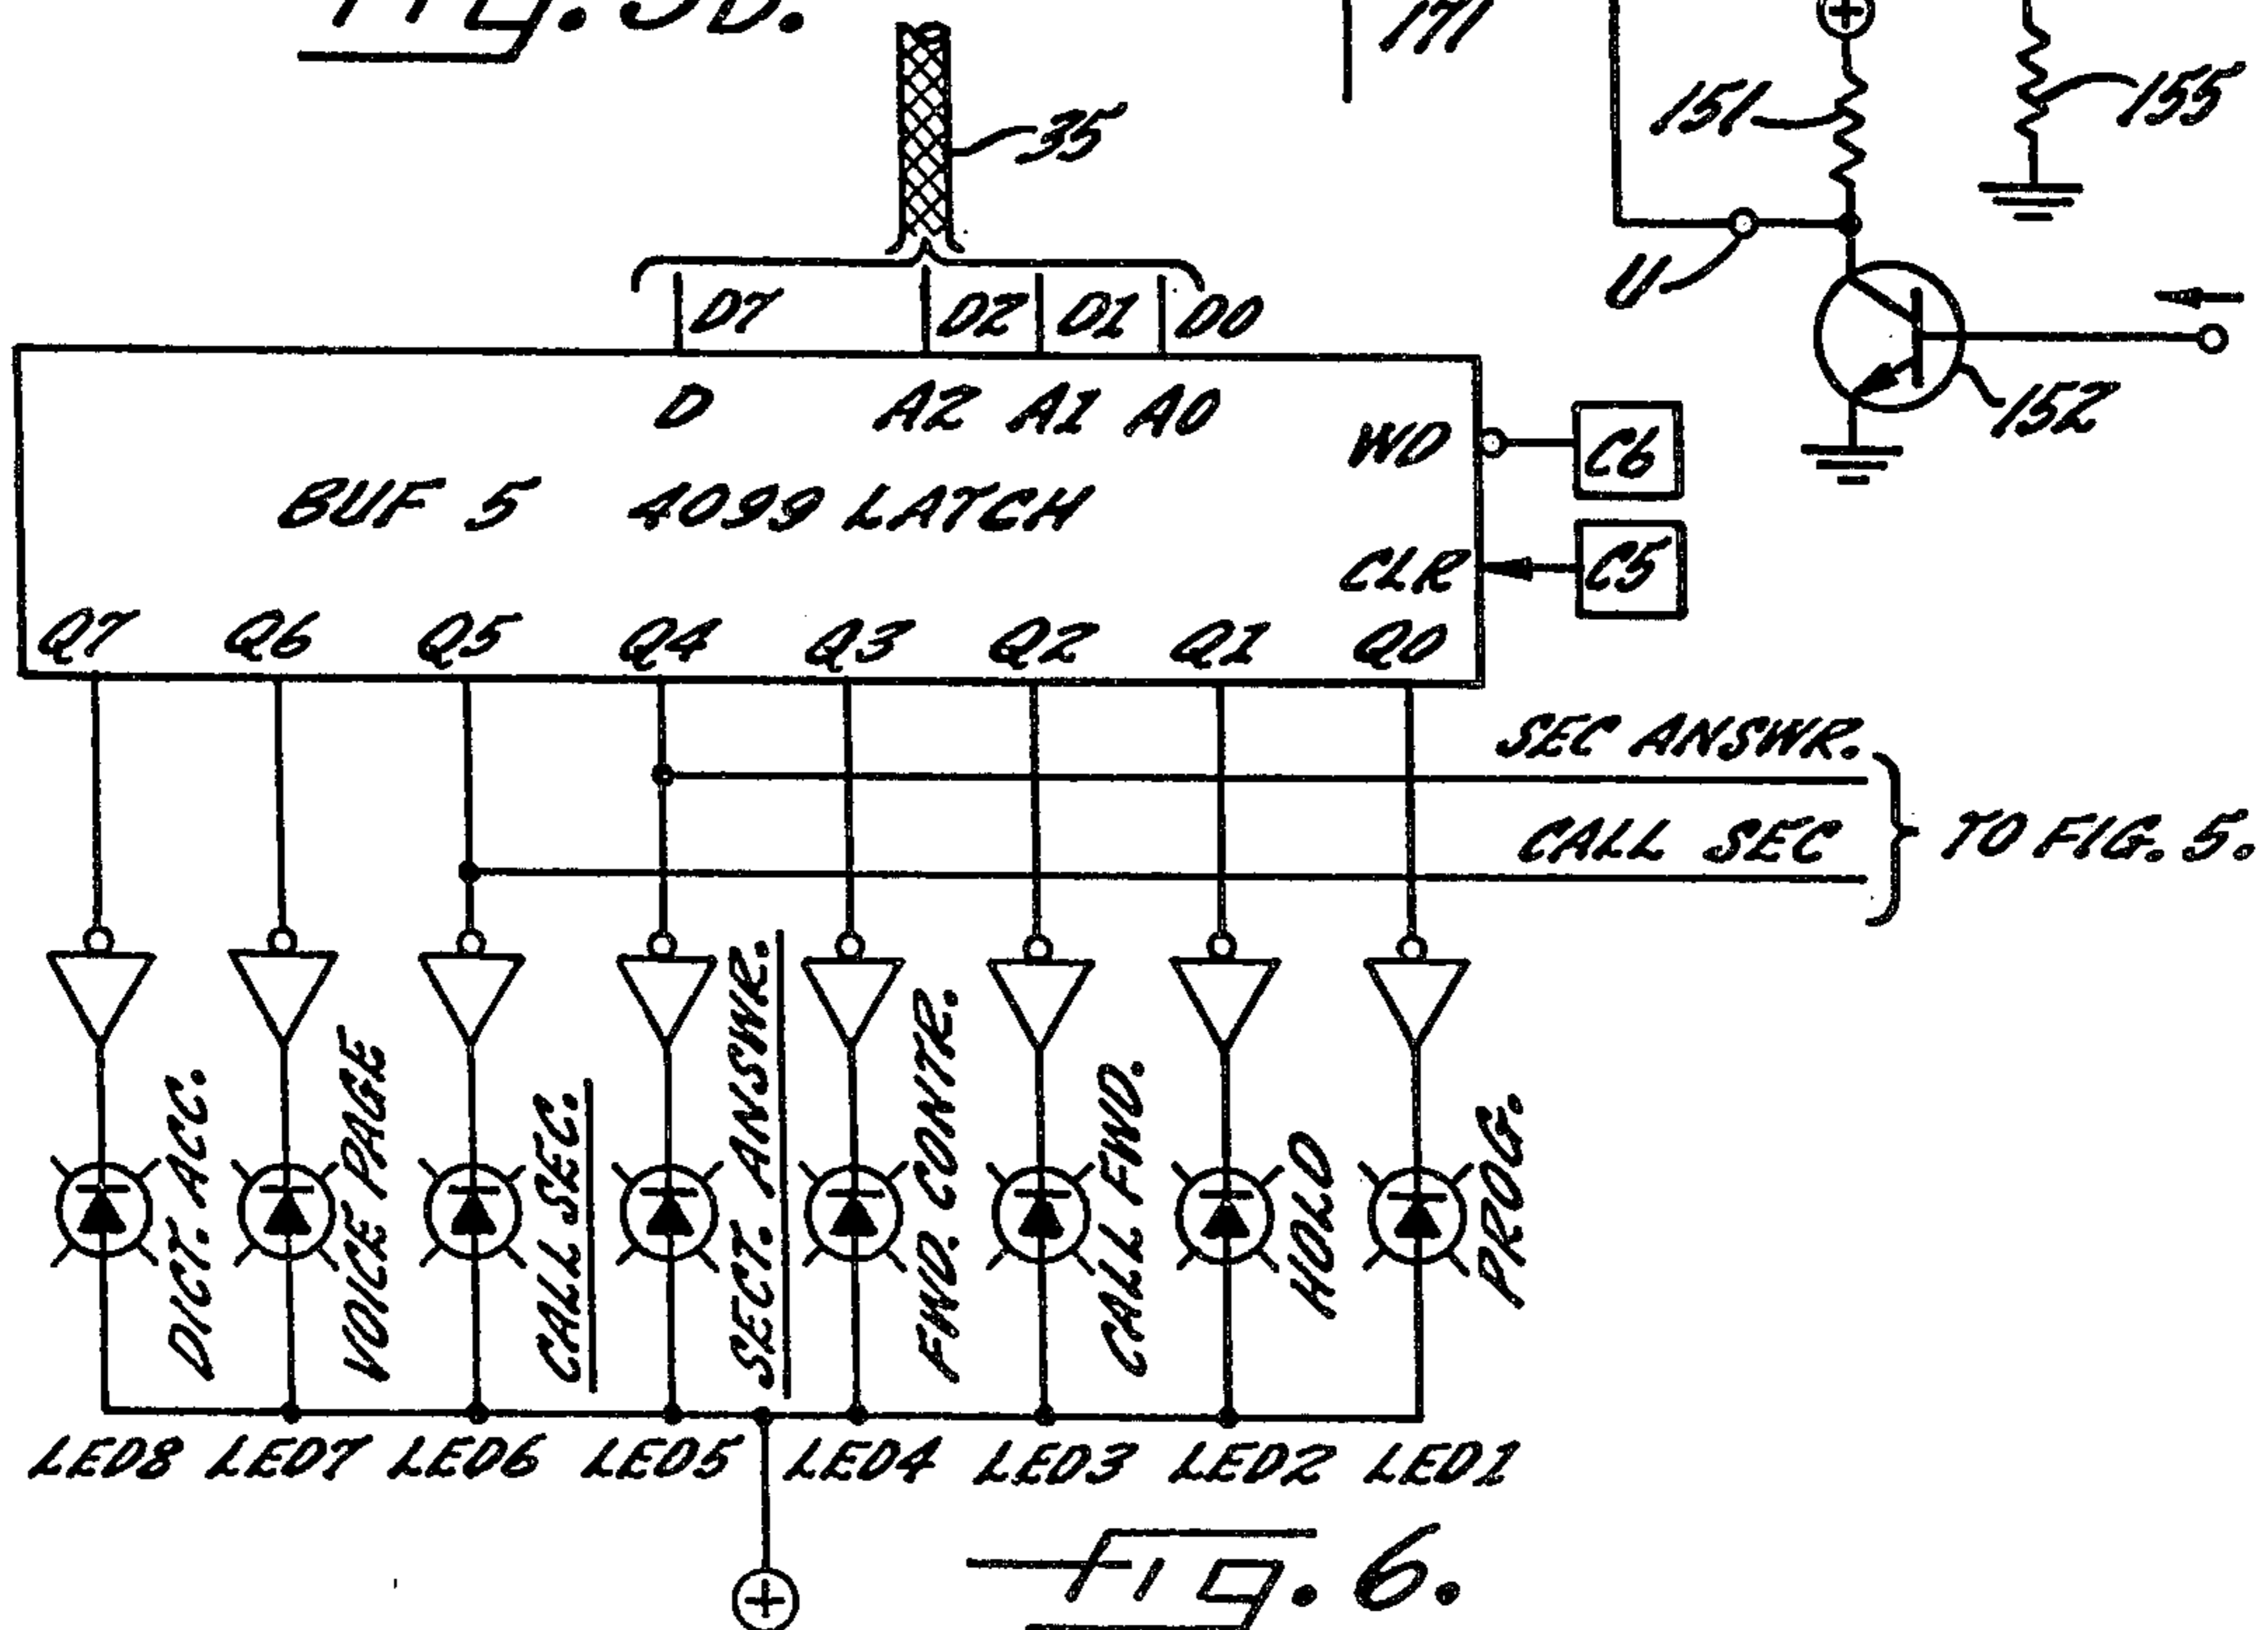 Fig. 5b.
171
151
155
35
U
D7 D2 D1 D0
D A2 A1 A0
152
WD
C6
BUF 5 4099 LATCH
CLR
C5
Q7 Q6 Q5 Q4 Q3 Q2 Q1 Q0
SEC ANSWR.
CALL SEC
TO FIG. 5.
DICT. ACC.
VOICE PAGE
CALL SEC.
SECT. ANSWR.
FWD. CONTR.
CALL FWD.
HOLD
PROG.
LED8 LED7 LED6 LED5 LED4 LED3 LED2 LED1
Fig. 6.